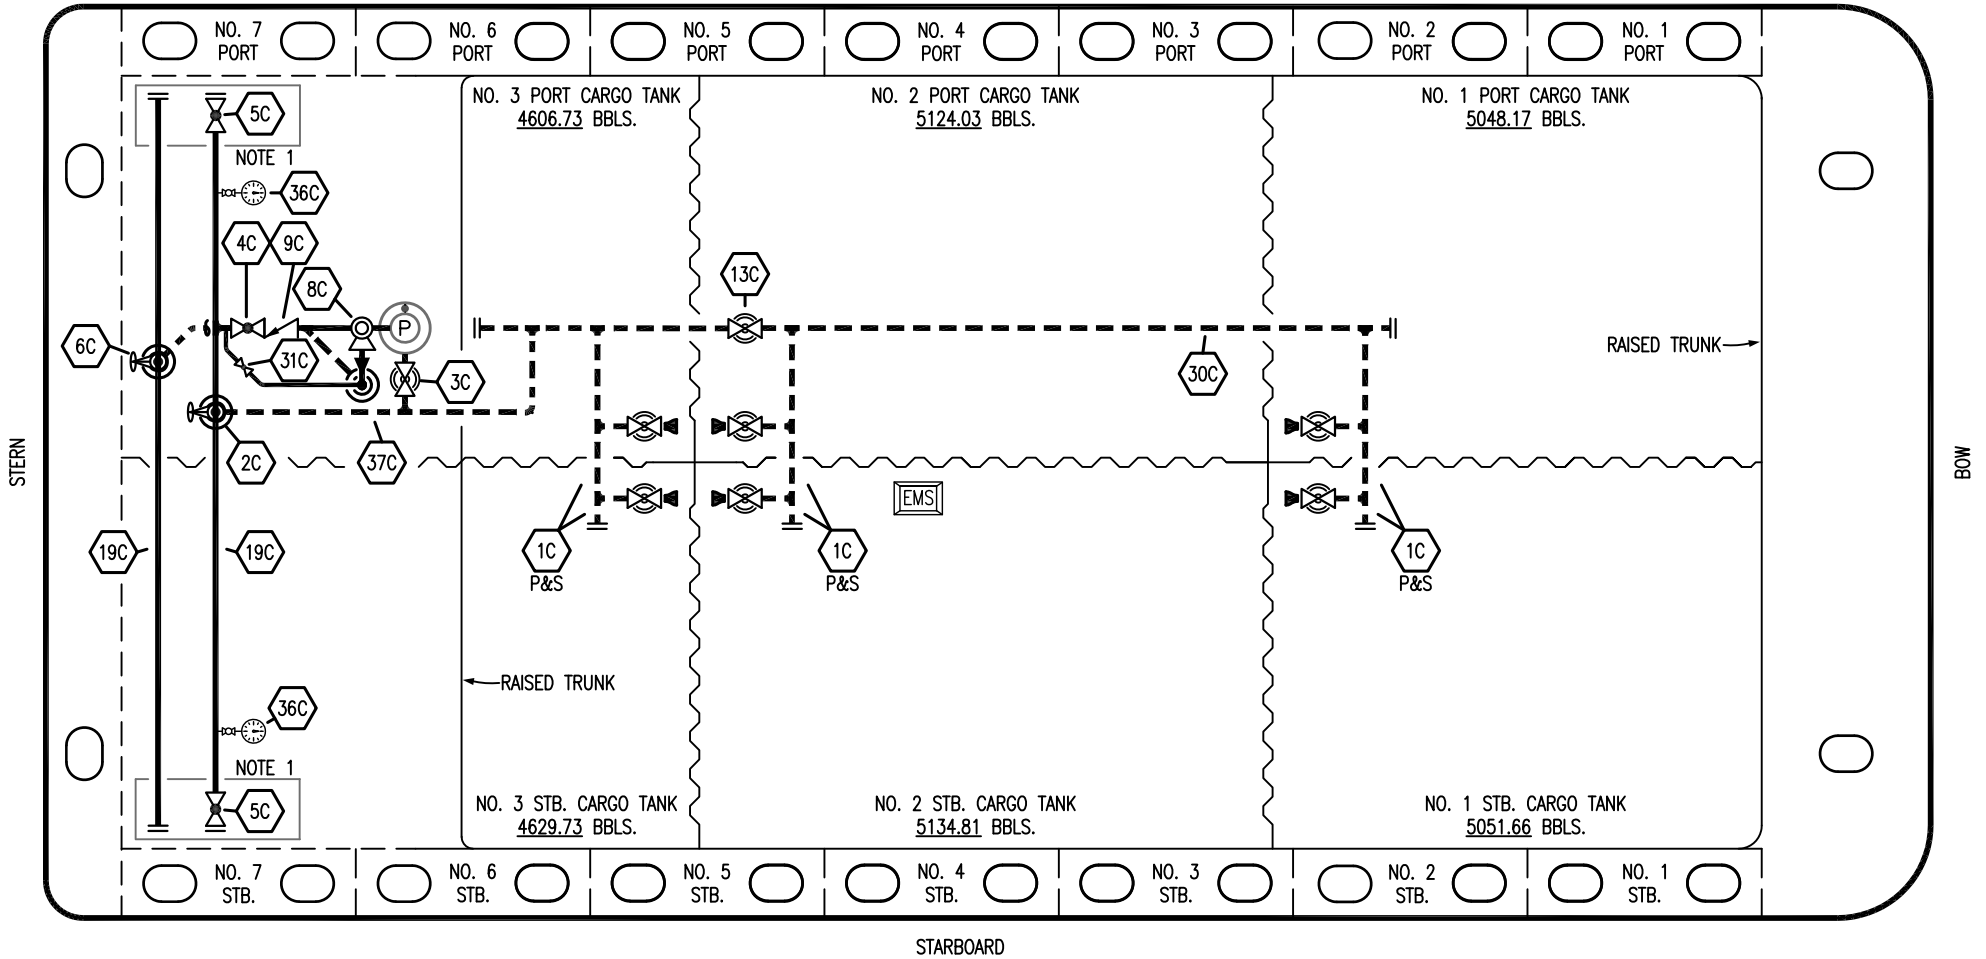 NO. 7
PORT
NO. 6
PORT
NO. 5
PORT
NO. 4
PORT
NO. 3
PORT
NO. 2
PORT
NO. 1
PORT
NO. 3 PORT CARGO TANK
4606.73 BBLS.
NO. 2 PORT CARGO TANK
5124.03 BBLS.
NO. 1 PORT CARGO TANK
5048.17 BBLS.
5C
NOTE 1
36C
4C
9C
8C
13C
P
6C
31C
3C
30C
RAISED TRUNK
2C
37C
STERN
BOW
EMS
19C
19C
1C
P&S
1C
P&S
1C
P&S
RAISED TRUNK
36C
NOTE 1
5C
NO. 3 STB. CARGO TANK
4629.73 BBLS.
NO. 2 STB. CARGO TANK
5134.81 BBLS.
NO. 1 STB. CARGO TANK
5051.66 BBLS.
NO. 7
STB.
NO. 6
STB.
NO. 5
STB.
NO. 4
STB.
NO. 3
STB.
NO. 2
STB.
NO. 1
STB.
STARBOARD